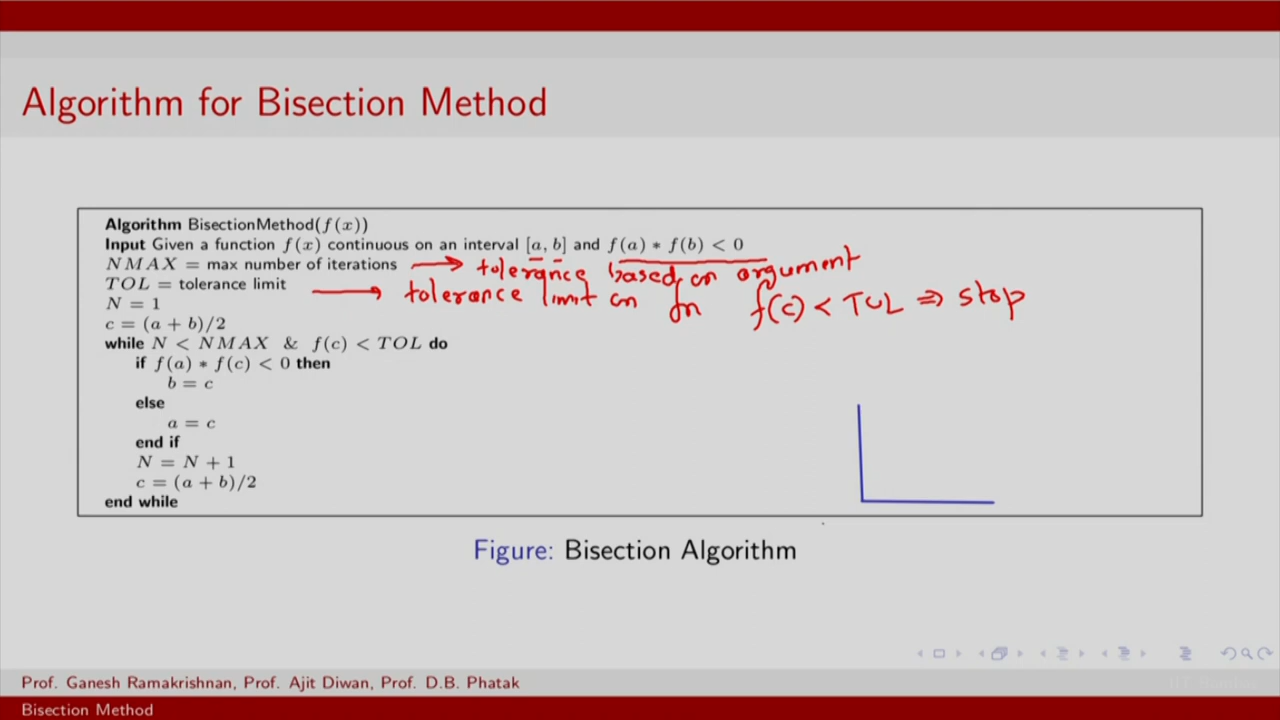 Algorithm for Bisection Method
Algorithm BisectionMethod(f(x))
Input Given a function f(x) continuous on an interval [a, b] and f(a) * f(b) < 0
NMAX = max number of iterations → tolerance based on argument
TOL = tolerance limit → tolerance limit on fn f(c) < TOL ⇒ stop
N = 1
c = (a + b)/2
while N < NMAX & f(c) < TOL do
if f(a) * f(c) < 0 then
b = c
else
a = c
end if
N = N + 1
c = (a + b)/2
end while
Figure: Bisection Algorithm
Prof. Ganesh Ramakrishnan, Prof. Ajit Diwan, Prof. D.B. Phatak
Bisection Method